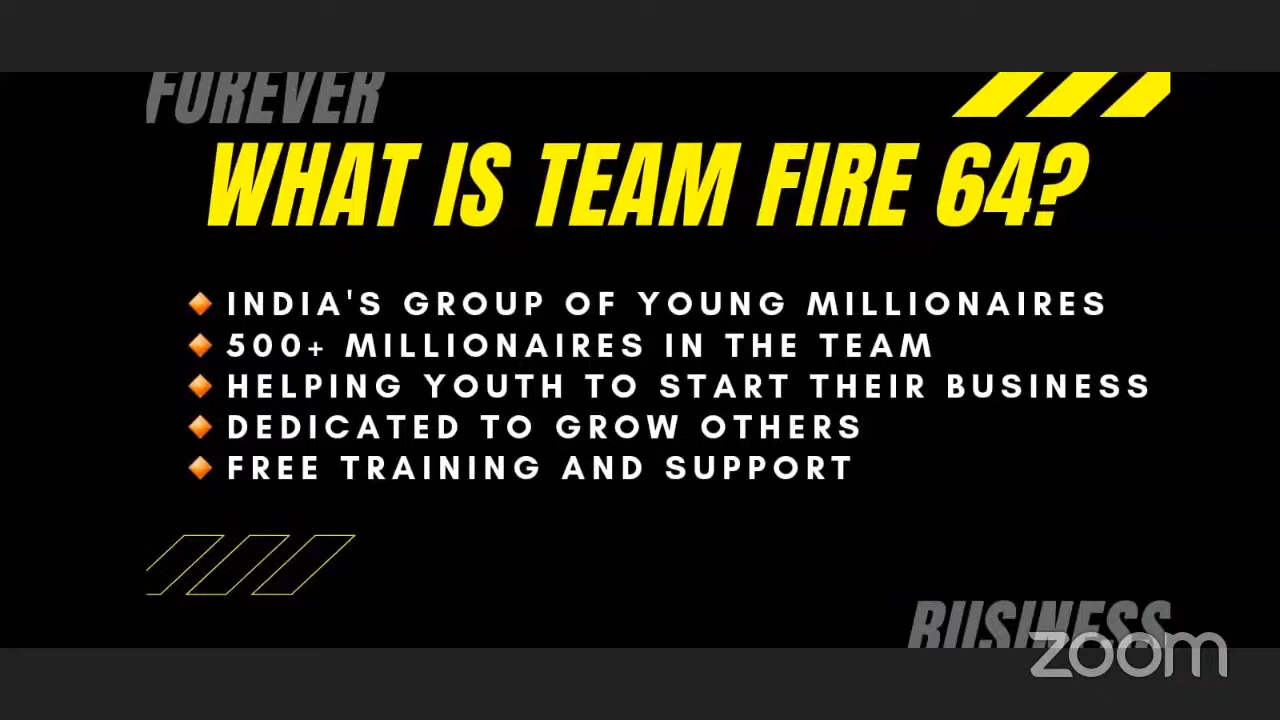 FOREVER
WHAT IS TEAM FIRE 64?
INDIA'S GROUP OF YOUNG MILLIONAIRES
500+ MILLIONAIRES IN THE TEAM
HELPING YOUTH TO START THEIR BUSINESS
DEDICATED TO GROW OTHERS
FREE TRAINING AND SUPPORT
BUSINESS
zoom